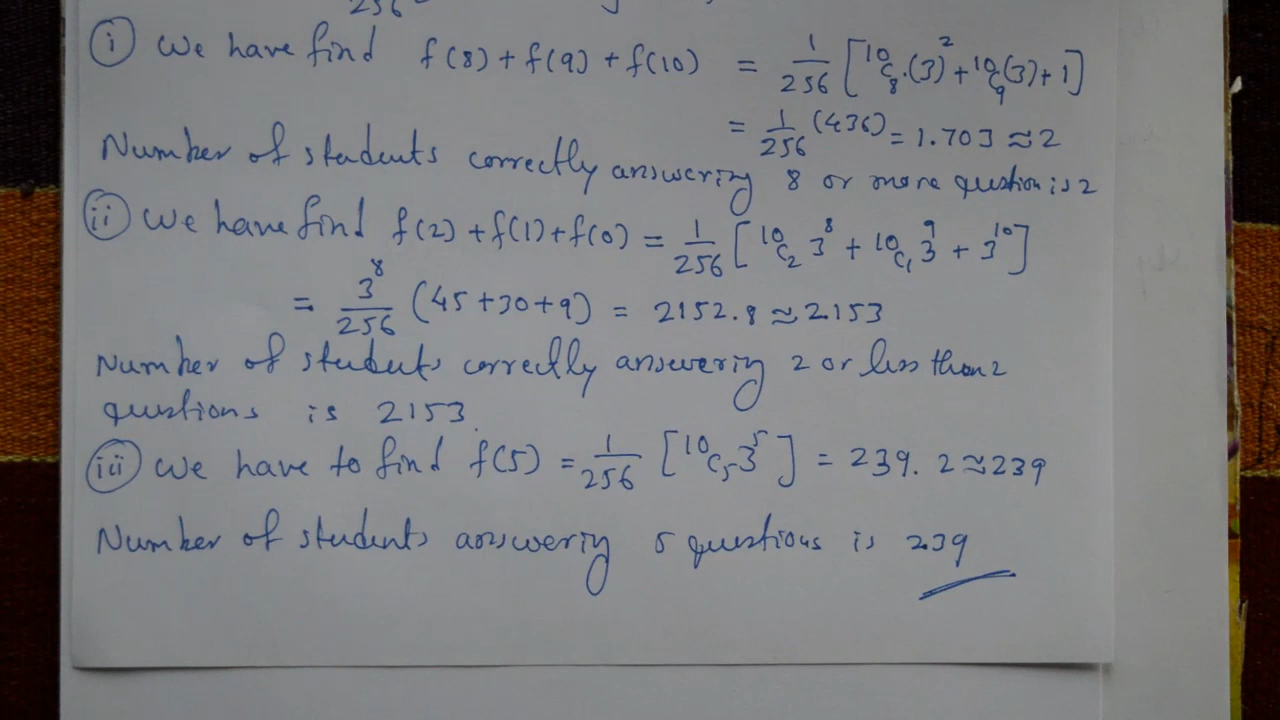 256
(i) We have find f(8) + f(9) + f(10) = 1/256 [¹⁰C₈.(3)² + ¹⁰C₉(3) + 1]
= 1/256 (436) = 1.703 ≈ 2
Number of students correctly answering 8 or more question is 2
(ii) We have find f(2) + f(1) + f(0) = 1/256 [¹⁰C₂ 3⁸ + ¹⁰C₁ 3⁹ + 3¹⁰]
= 3⁸/256 (45+30+9) = 2152.8 ≈ 2153
Number of students correctly answering 2 or less than 2
questions is 2153.
(iii) We have to find f(5) = 1/256 [¹⁰C₅ 3⁵] = 239.2 ≈ 239
Number of students answering 5 questions is 239